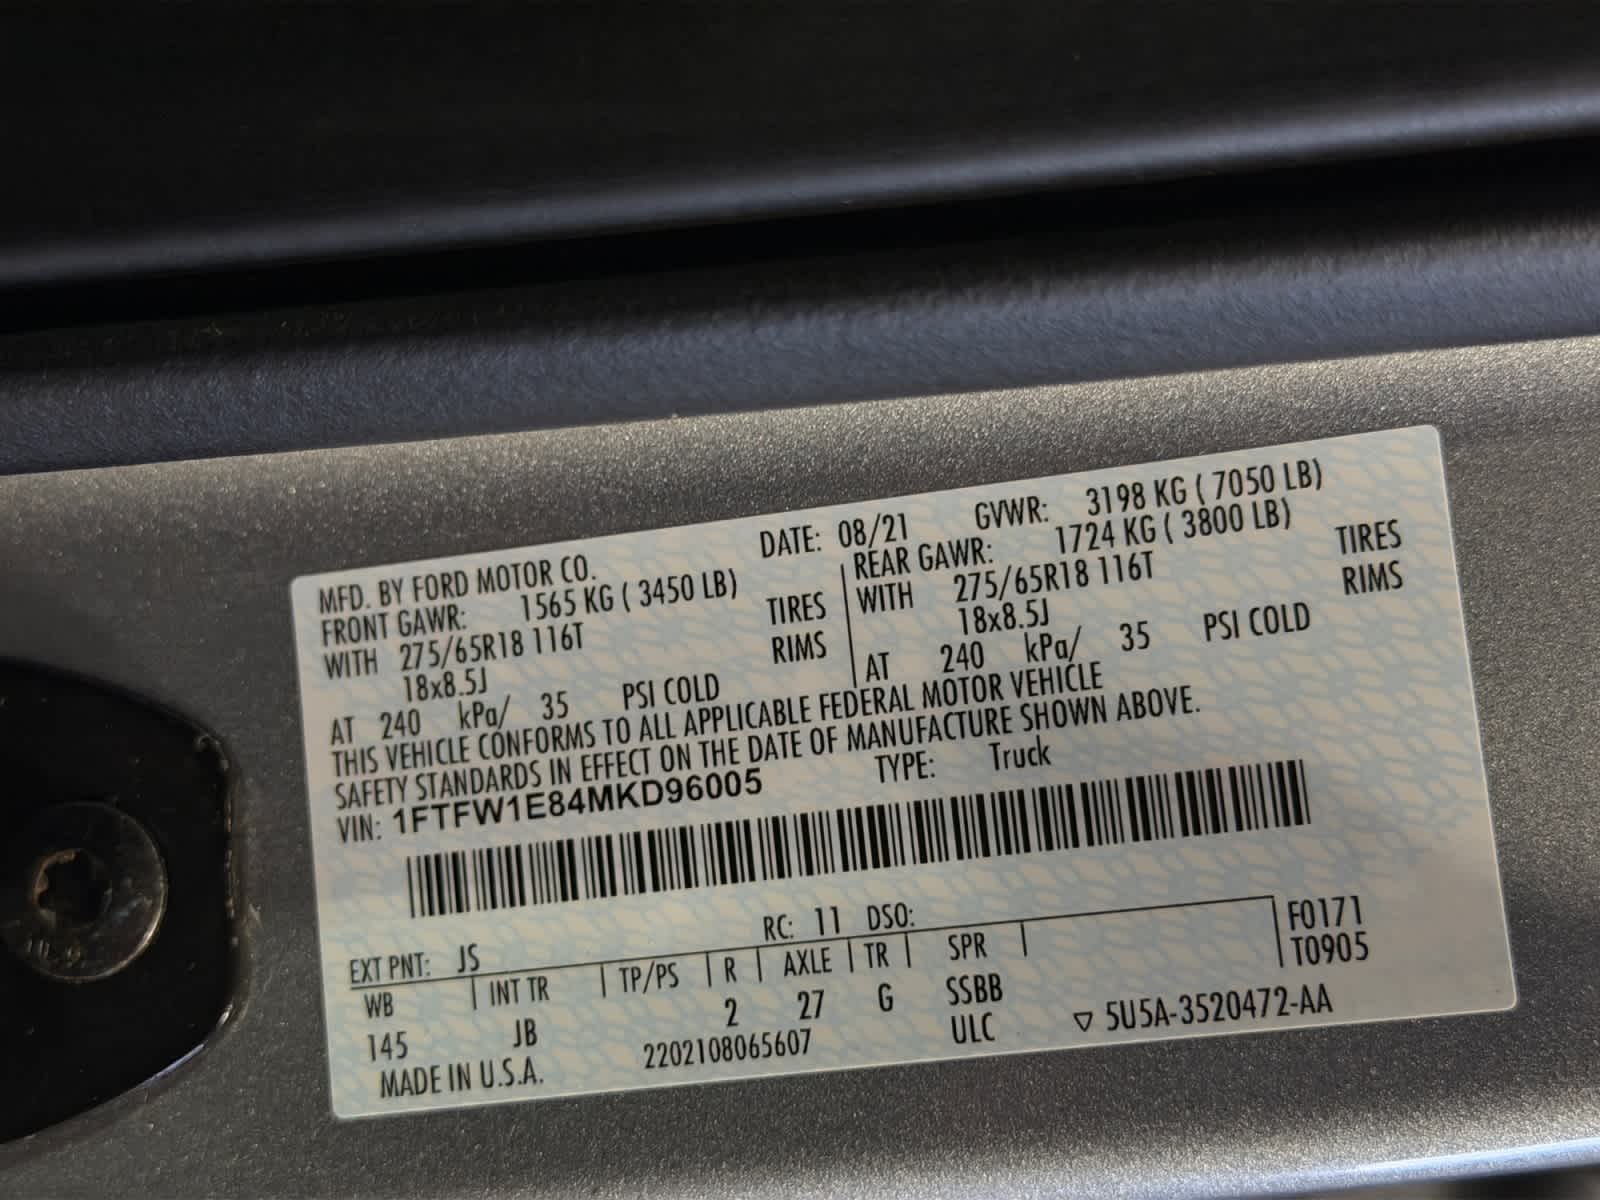 MFD. BY FORD MOTOR CO. DATE: 08/21 GVWR: 3198 KG ( 7050 LB)
FRONT GAWR: 1565 KG ( 3450 LB) REAR GAWR: 1724 KG ( 3800 LB)
WITH 275/65R18 116T TIRES WITH 275/65R18 116T TIRES
18x8.5J RIMS 18x8.5J RIMS
AT 240 kPa/ 35 PSI COLD AT 240 kPa/ 35 PSI COLD
THIS VEHICLE CONFORMS TO ALL APPLICABLE FEDERAL MOTOR VEHICLE
SAFETY STANDARDS IN EFFECT ON THE DATE OF MANUFACTURE SHOWN ABOVE.
VIN: 1FTFW1E84MKD96005 TYPE: Truck
EXT PNT: JS RC: 11 DSO: F0171
WB INT TR TP/PS R AXLE TR SPR T0905
145 JB 2 27 G SSBB
MADE IN U.S.A. 2202108065607 ULC ▽ 5U5A-3520472-AA